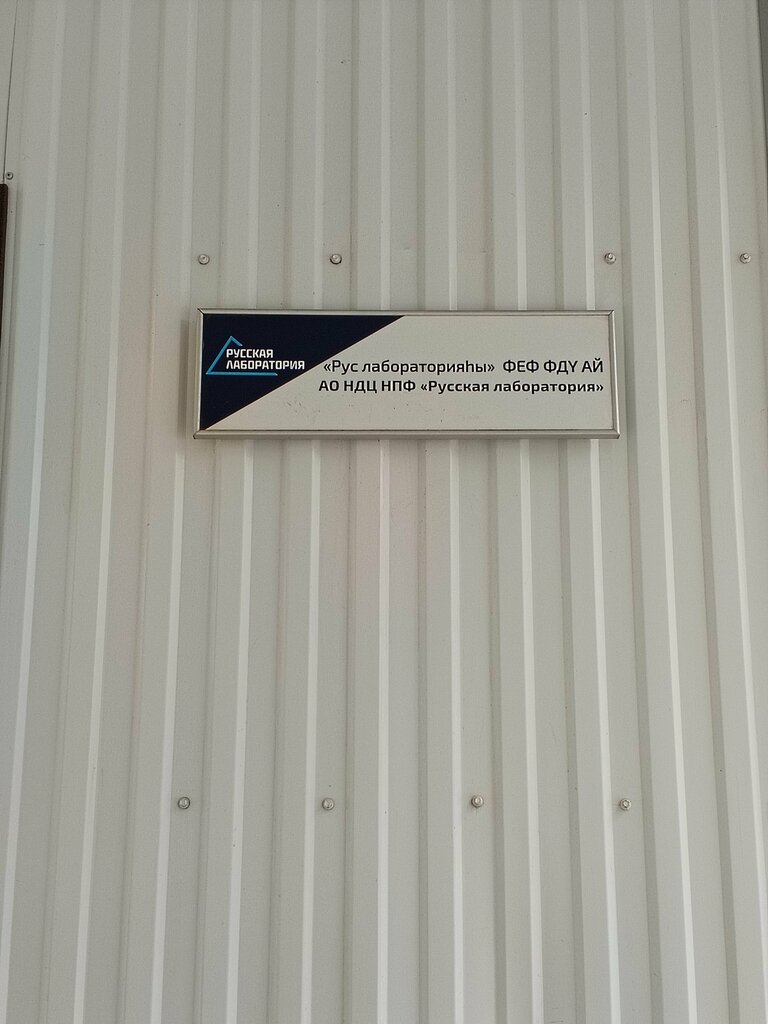 РУССКАЯ
ЛАБОРАТОРИЯ
«Рус лабораторияһы» ФЕФ ФДҮ АЙ
АО НДЦ НПФ «Русская лаборатория»